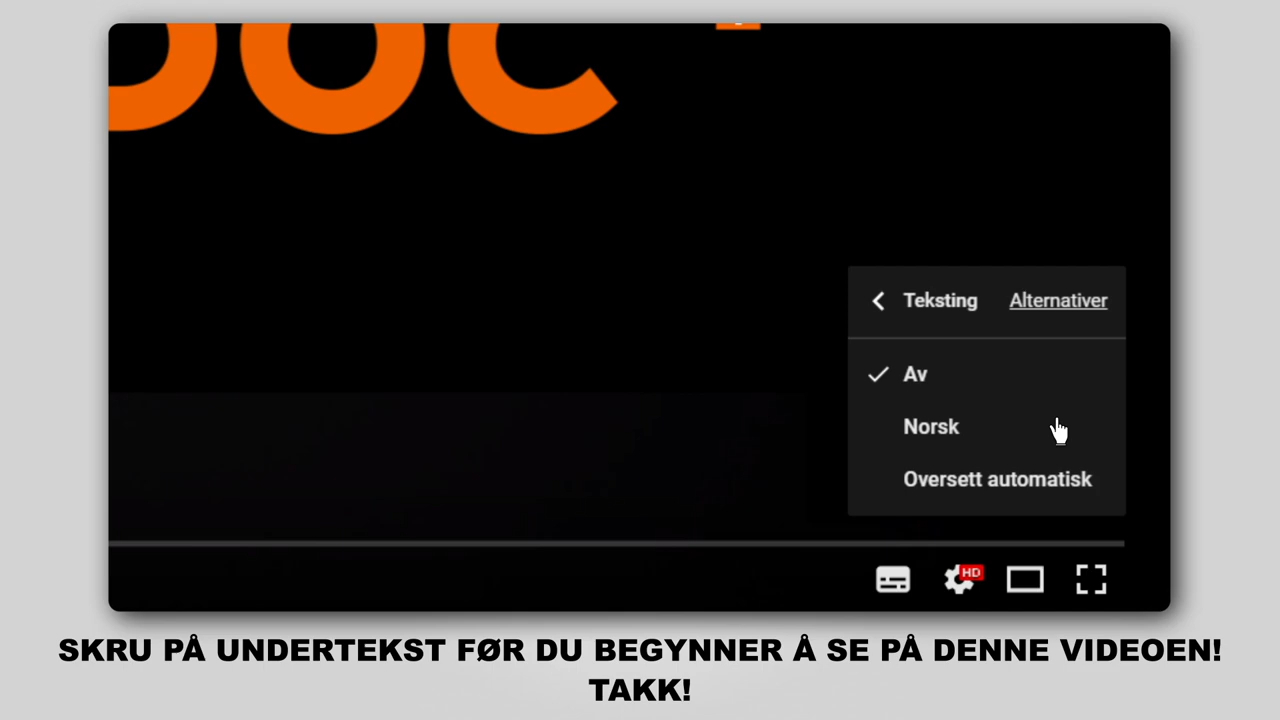 Teksting Alternativer
Av
Norsk
Oversett automatisk
HD
SKRU PÅ UNDERTEKST FØR DU BEGYNNER Å SE PÅ DENNE VIDEOEN!
TAKK!